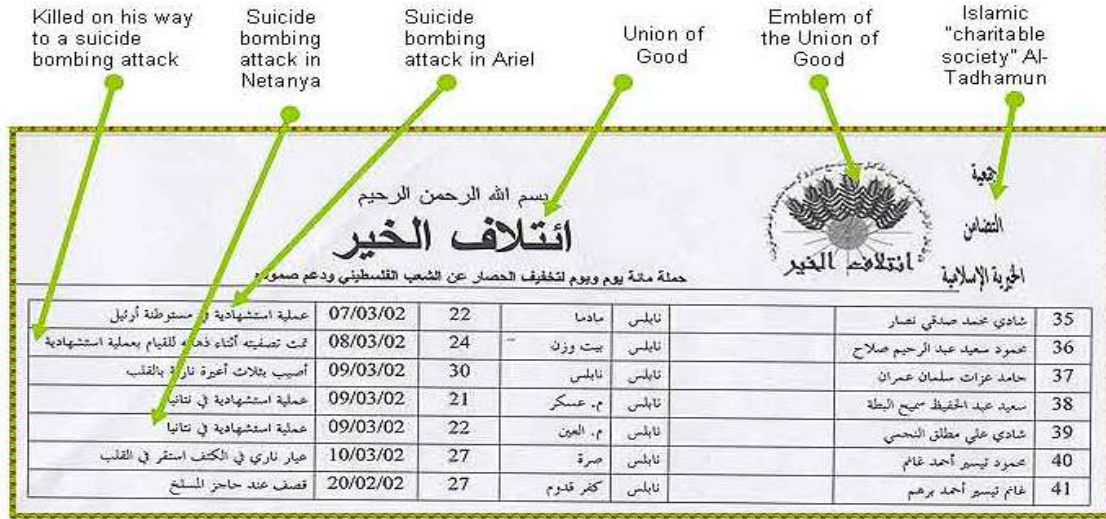 Killed on his way
to a suicide
bombing attack
Suicide
bombing
attack in
Netanya
Suicide
bombing
attack in Ariel
Union of
Good
Emblem of
the Union of
Good
Islamic
"charitable
society" Al-
Tadhamun
جمعية
التضامن
الخيرية الإسلامية
بسم الله الرحمن الرحيم
ائتلاف الخير
ائتلاف الخير
حملة مائة يوم ويوم لتخفيف الحصار عن الشعب الفلسطيني ودعم صموده
35 شادي محمد صدقي نصار نابلس مادما 22 07/03/02 عملية استشهادية في مستوطنة أرئيل
36 محمود سعيد عبد الرحيم صلاح نابلس بيت وزن 24 08/03/02 تمت تصفيته أثناء ذهابه للقيام بعملية استشهادية
37 حامد عزات سلمان عمران نابلس نابلس 30 09/03/02 أصيب بثلاث أعيرة نارية بالقلب
38 سعيد عبد الحفيظ سميح البطة نابلس م. عسكر 21 09/03/02 عملية استشهادية في نتانيا
39 شادي علي مطلق النجمي نابلس م. العين 22 09/03/02 عملية استشهادية في نتانيا
40 محمود تيسير أحمد غانم نابلس صرة 27 10/03/02 عيار ناري في الكتف استقر في القلب
41 غانم تيسير أحمد برهم نابلس كفر قدوم 27 20/02/02 قصف عند حاجز المسلخ